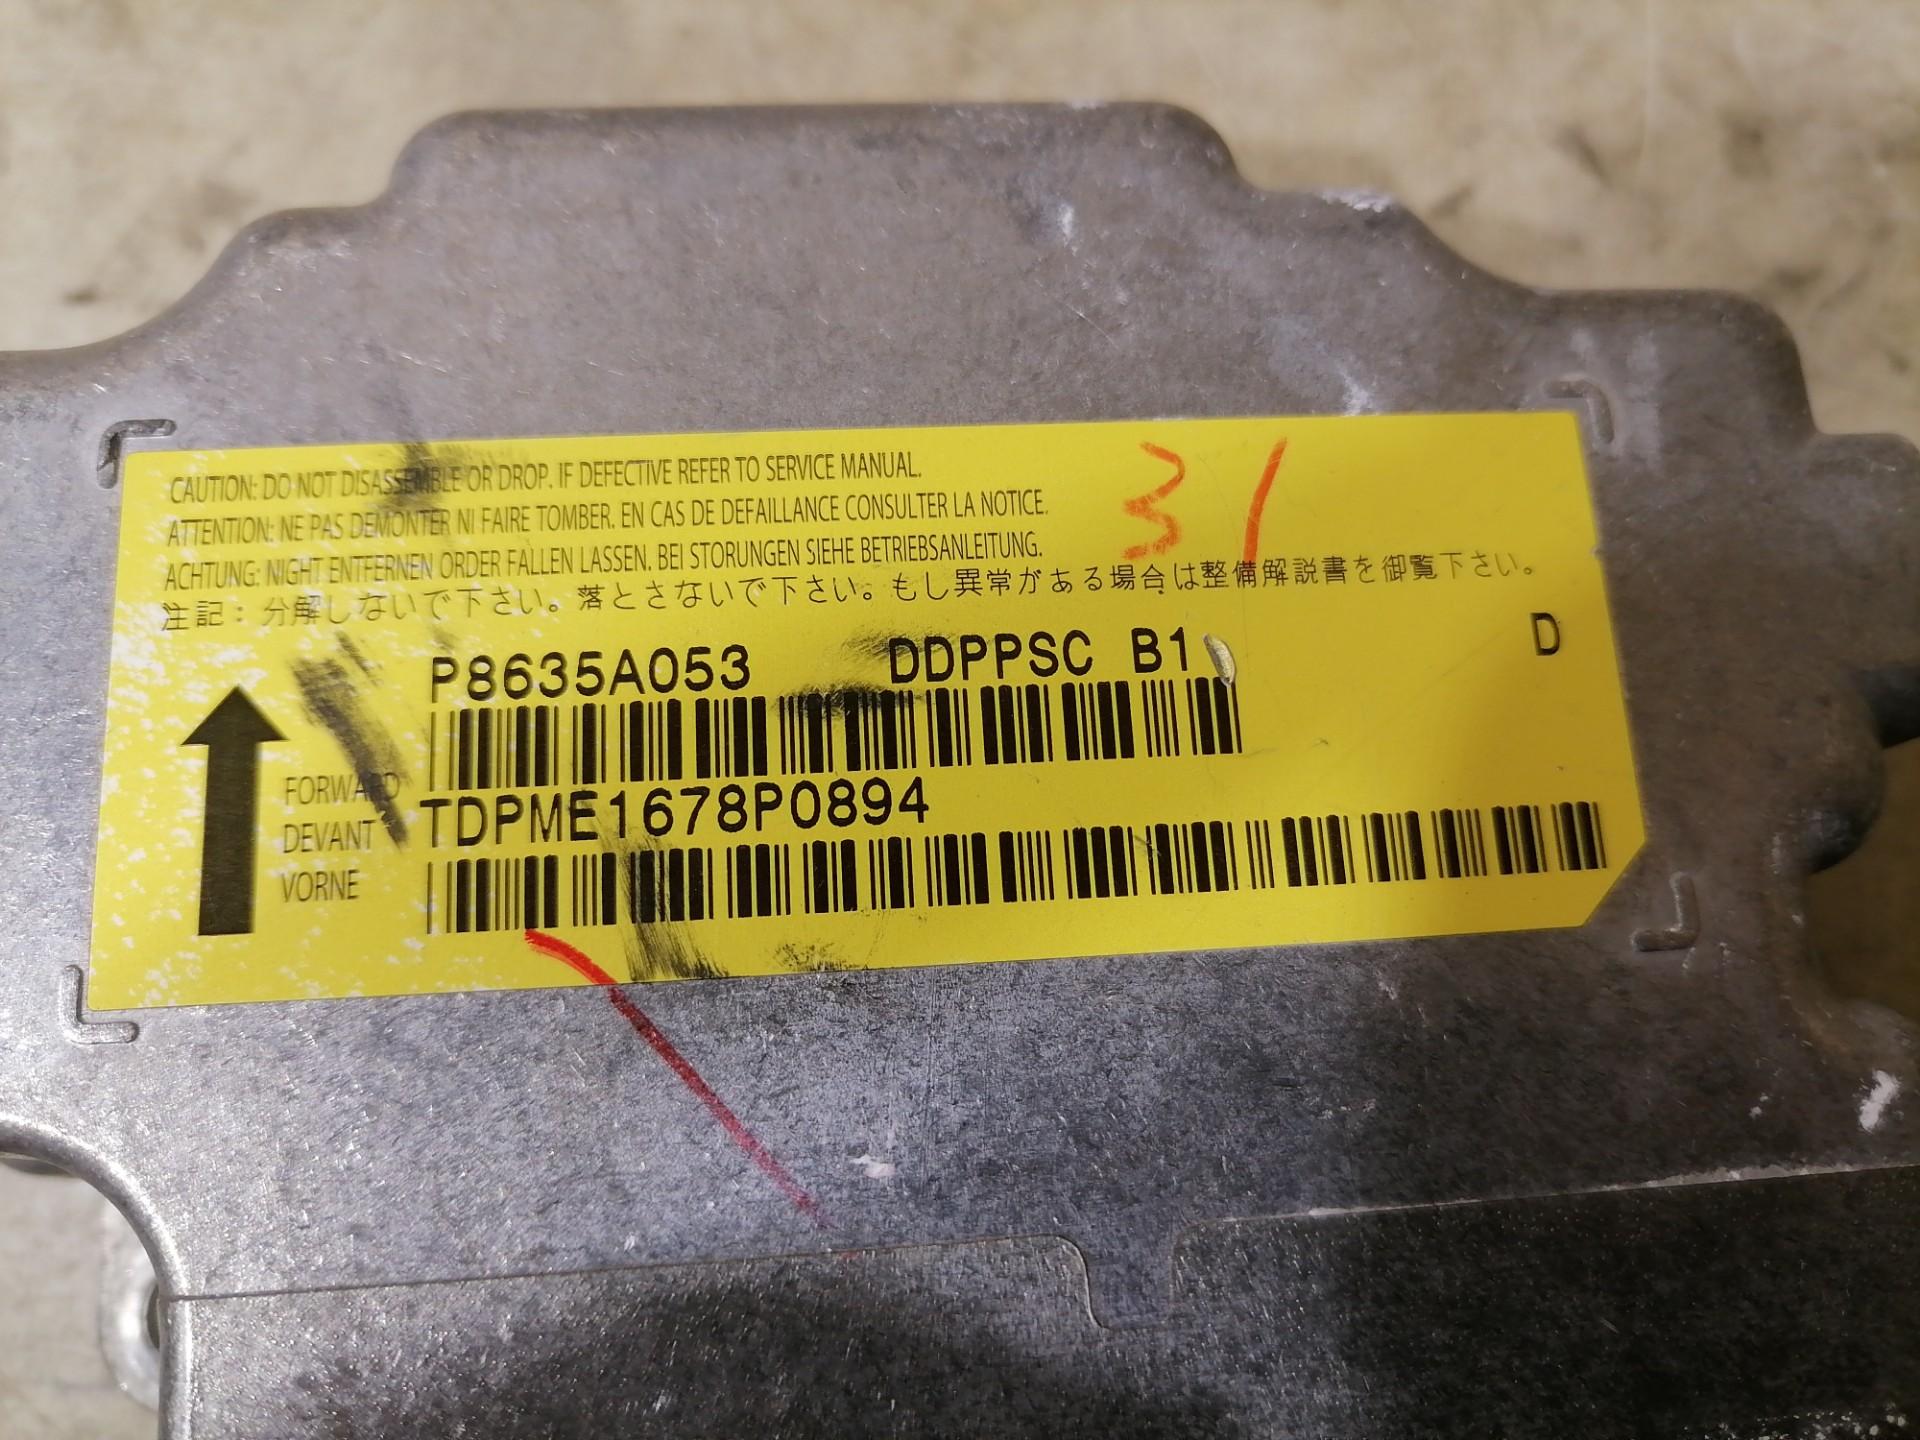 31
CAUTION: DO NOT DISASSEMBLE OR DROP. IF DEFECTIVE REFER TO SERVICE MANUAL.
ATTENTION: NE PAS DEMONTER NI FAIRE TOMBER. EN CAS DE DEFAILLANCE CONSULTER LA NOTICE.
ACHTUNG: NIGHT ENTFERNEN ORDER FALLEN LASSEN. BEI STORUNGEN SIEHE BETRIEBSANLEITUNG.
注記：分解しないで下さい。落とさないで下さい。もし異常がある場合は整備解説書を御覧下さい。
P8635A053 DDPPSC B1 D
FORWARD
TDPME1678P0894
DEVANT
VORNE